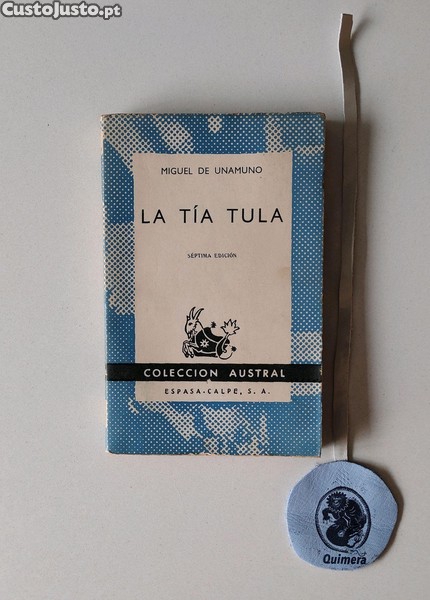 CustoJusto.pt
MIGUEL DE UNAMUNO
LA TÍA TULA
SÉPTIMA EDICIÓN
COLECCION AUSTRAL
ESPASA-CALPE, S. A.
Quimera